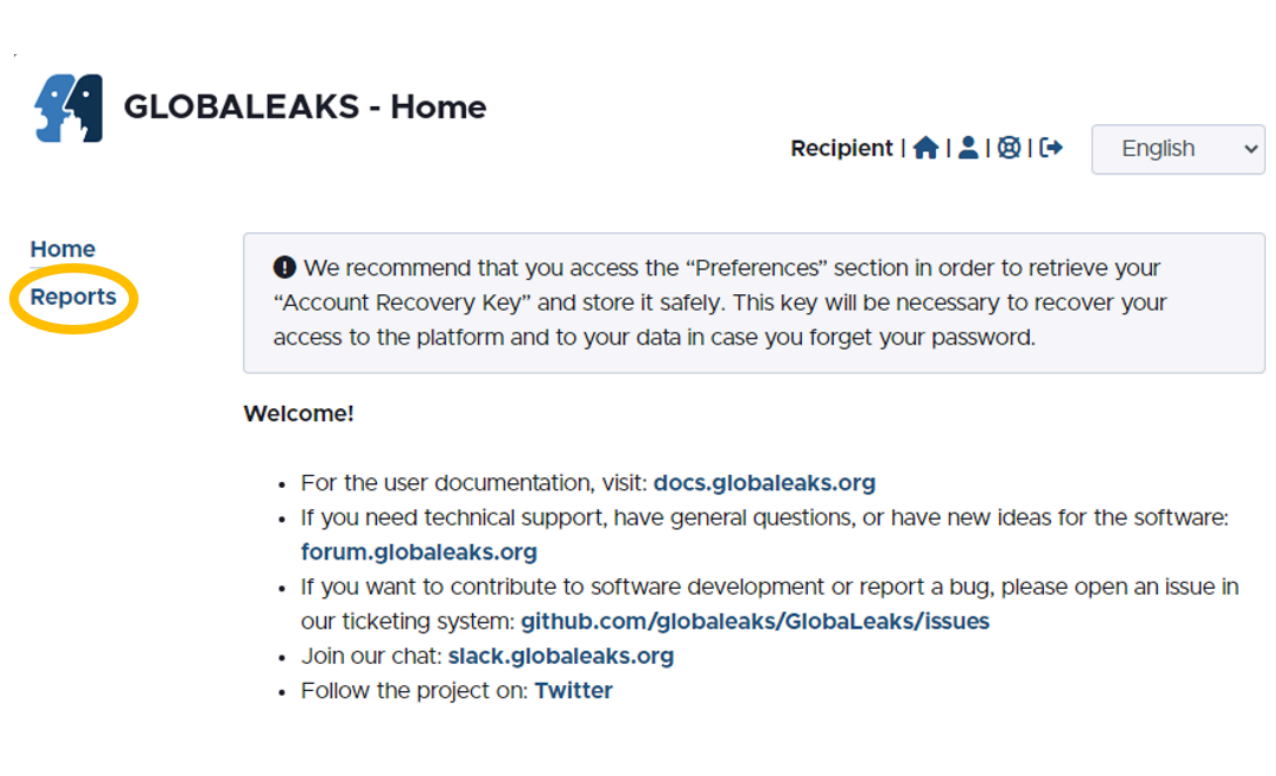 GLOBALEAKS - Home
Recipient | | | |
English
Home
Reports
We recommend that you access the “Preferences” section in order to retrieve your
“Account Recovery Key” and store it safely. This key will be necessary to recover your
access to the platform and to your data in case you forget your password.
Welcome!
• For the user documentation, visit: docs.globaleaks.org
• If you need technical support, have general questions, or have new ideas for the software:
forum.globaleaks.org
• If you want to contribute to software development or report a bug, please open an issue in
our ticketing system: github.com/globaleaks/GlobaLeaks/issues
• Join our chat: slack.globaleaks.org
• Follow the project on: Twitter